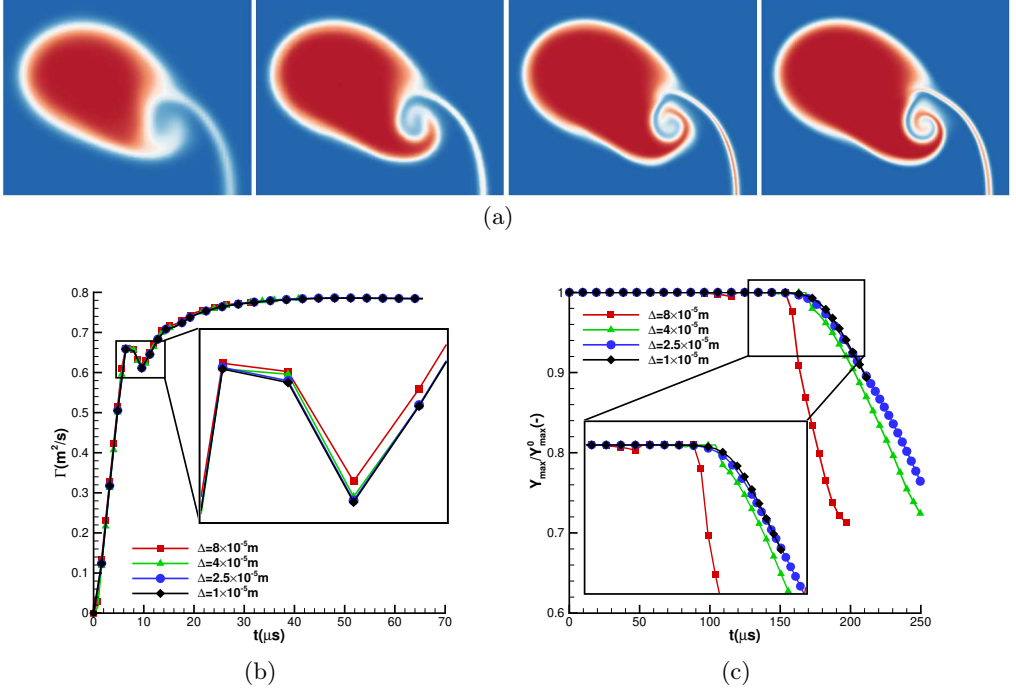 (a)
0.8
0.7
0.6
0.5
0.4
0.3
0.2
0.1
0
Γ(m²/s)
Δ=8×10⁻⁵m
Δ=4×10⁻⁵m
Δ=2.5×10⁻⁵m
Δ=1×10⁻⁵m
0 10 20 30 40 50 60 70
t(μs)
(b)
1
0.9
0.8
0.7
0.6
Yₘₐₓ/Y⁰ₘₐₓ(-)
Δ=8×10⁻⁵m
Δ=4×10⁻⁵m
Δ=2.5×10⁻⁵m
Δ=1×10⁻⁵m
0 50 100 150 200 250
t(μs)
(c)